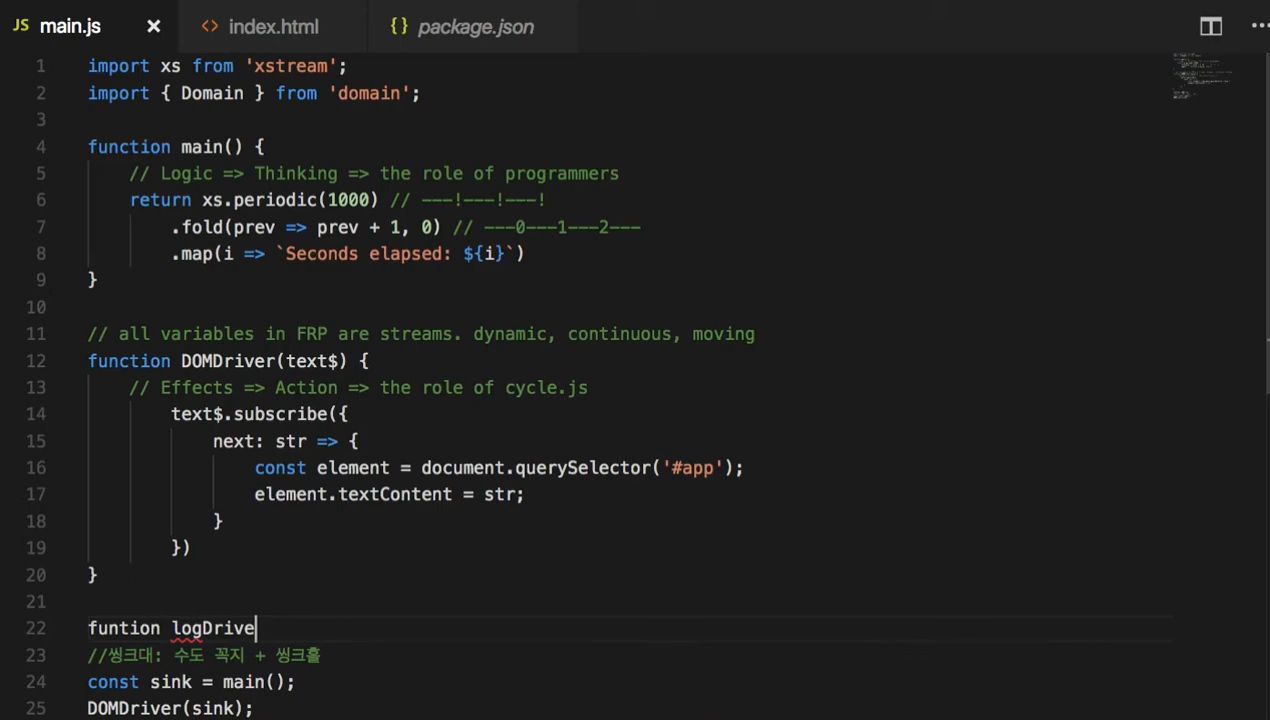 JS main.js × <> index.html {} package.json
1 import xs from 'xstream';
2 import { Domain } from 'domain';
3
4 function main() {
5 // Logic => Thinking => the role of programmers
6 return xs.periodic(1000) // ---!---!---!
7 .fold(prev => prev + 1, 0) // ---0---1---2---
8 .map(i => `Seconds elapsed: ${i}`)
9 }
10
11 // all variables in FRP are streams. dynamic, continuous, moving
12 function DOMDriver(text$) {
13 // Effects => Action => the role of cycle.js
14 text$.subscribe({
15 next: str => {
16 const element = document.querySelector('#app');
17 element.textContent = str;
18 }
19 })
20 }
21
22 funtion logDrive
23 //씽크대: 수도 꼭지 + 씽크홀
24 const sink = main();
25 DOMDriver(sink);